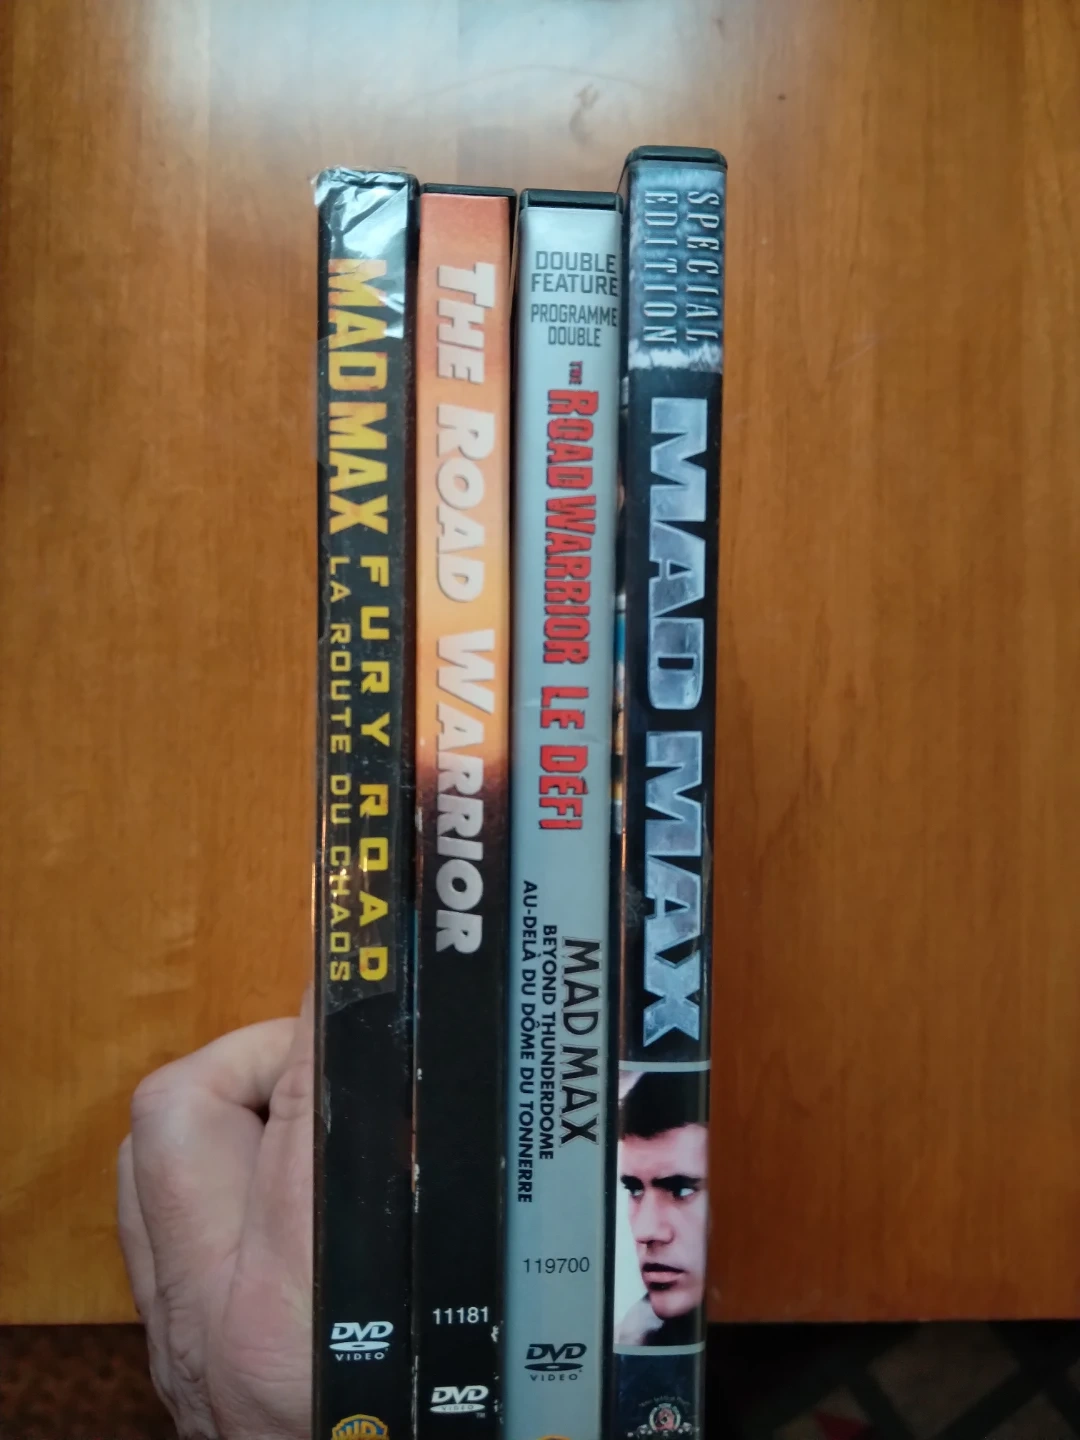 MAD MAX
FURY ROAD
LA ROUTE DU CHAOS
DVD
VIDEO
THE ROAD WARRIOR
11181
DVD
VIDEO
TM
DOUBLE
FEATURE
PROGRAMME
DOUBLE
THE ROAD WARRIOR LE DÉFI
MAD MAX
BEYOND THUNDERDOME
AU-DELÀ DU DÔME DU TONNERRE
119700
DVD
VIDEO
SPECIAL
EDITION
MAD MAX